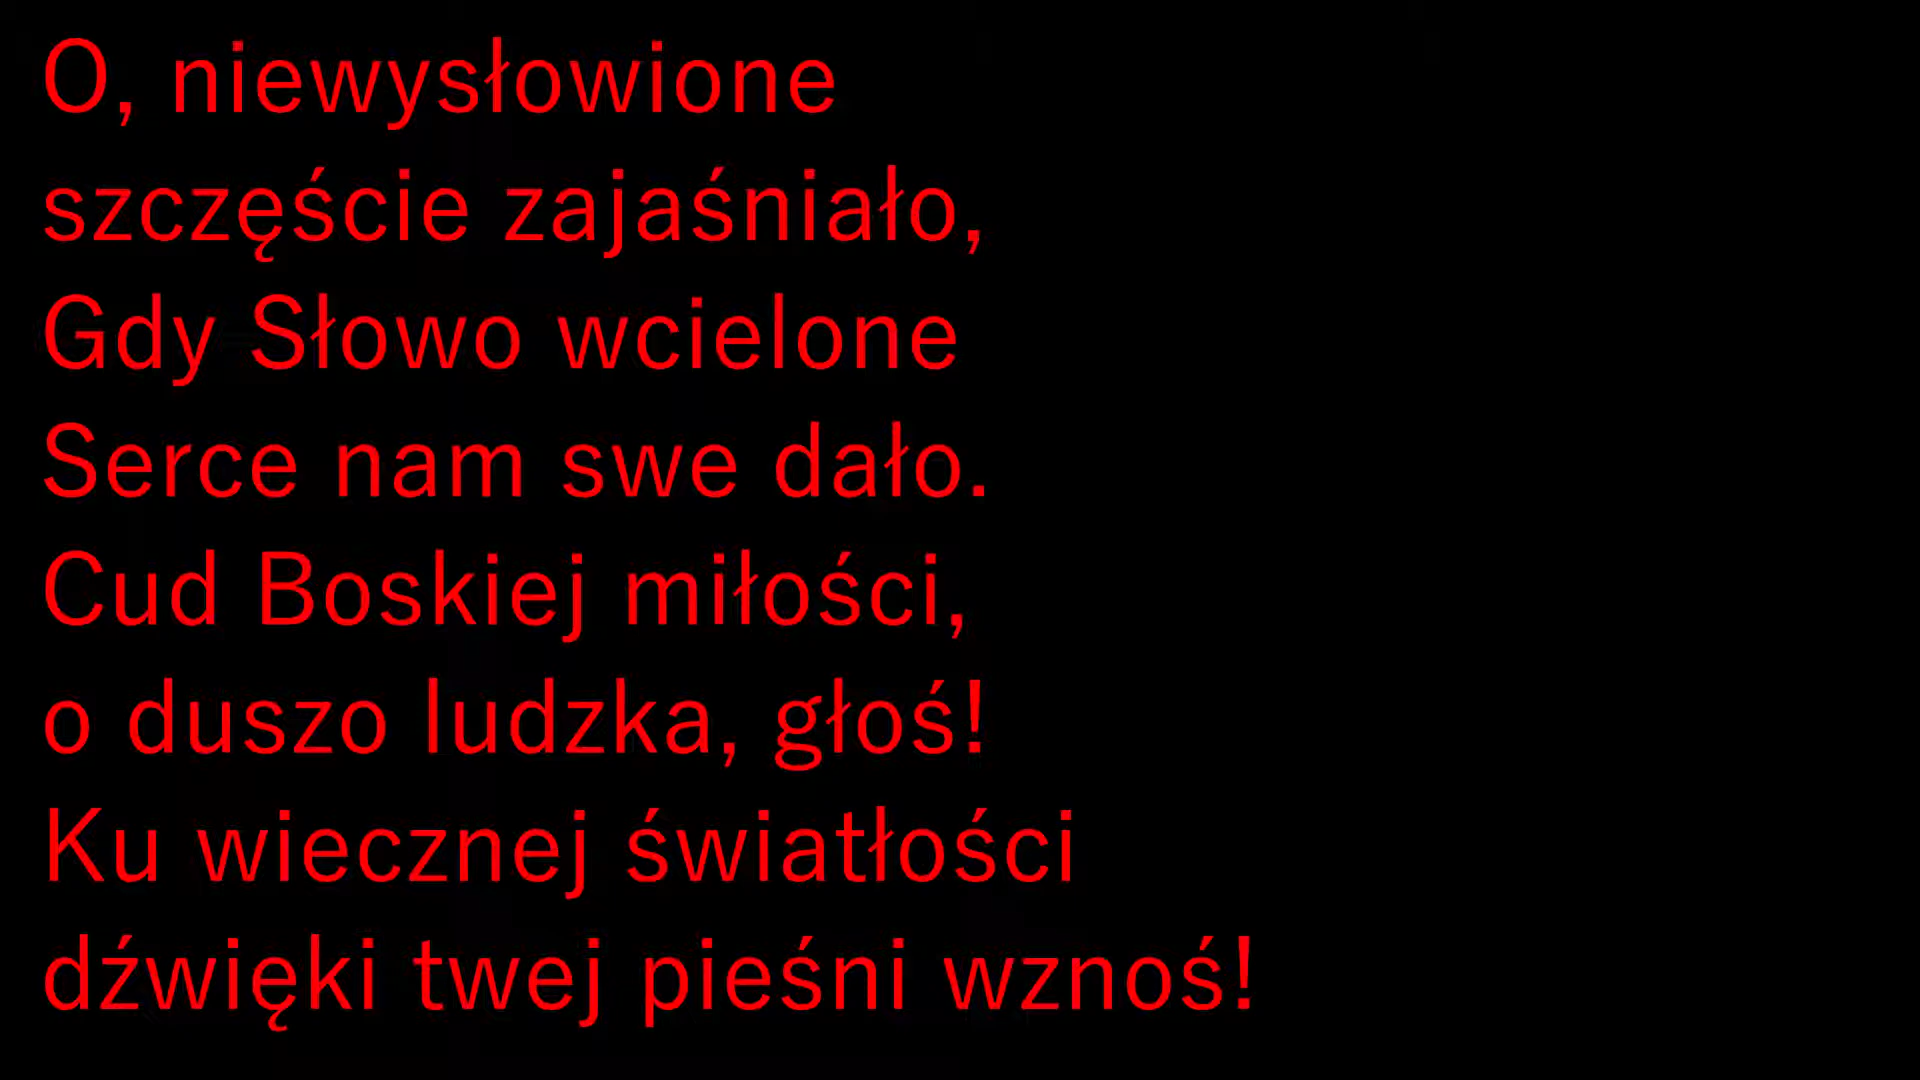 O, niewysłowione
szczęście zajaśniało,
Gdy Słowo wcielone
Serce nam swe dało.
Cud Boskiej miłości,
o duszo ludzka, głoś!
Ku wiecznej światłości
dźwięki twej pieśni wznoś!